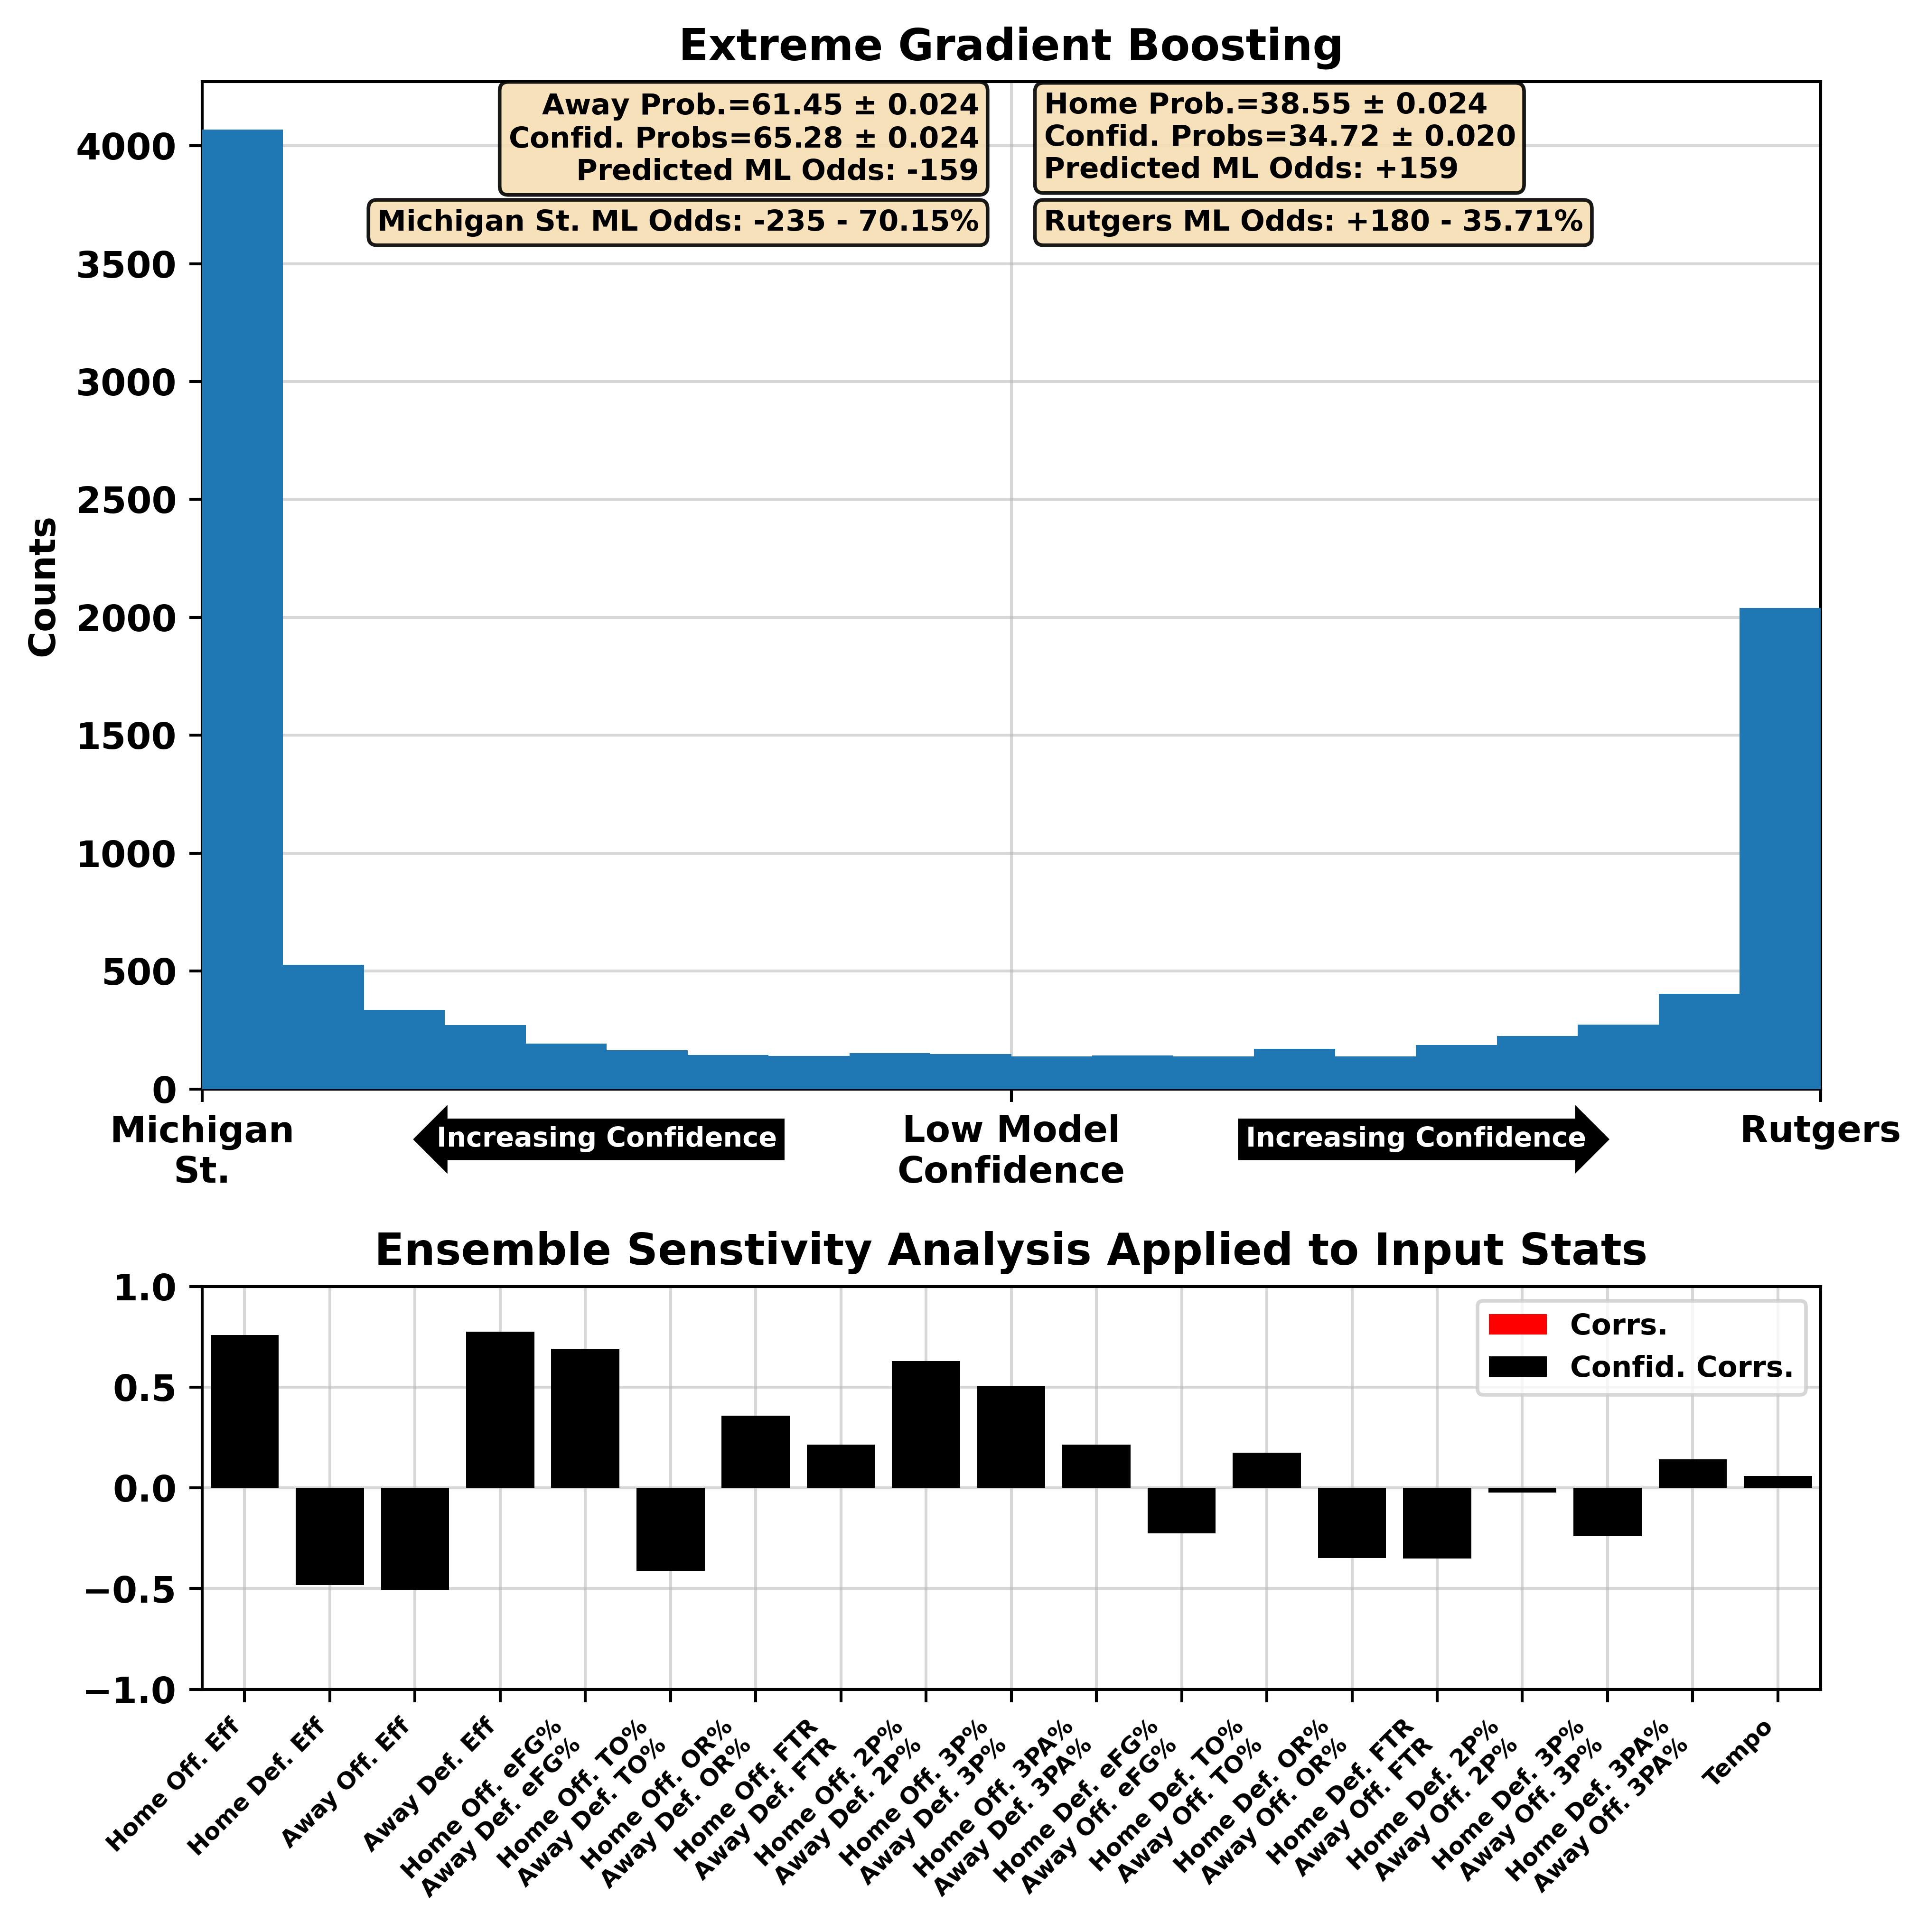 Extreme Gradient Boosting
Away Prob.=61.45 ± 0.024
Confid. Probs=65.28 ± 0.024
Predicted ML Odds: -159
Home Prob.=38.55 ± 0.024
Confid. Probs=34.72 ± 0.020
Predicted ML Odds: +159
Michigan St. ML Odds: -235 - 70.15%
Rutgers ML Odds: +180 - 35.71%
Counts
4000
3500
3000
2500
2000
1500
1000
500
0
Michigan
St.
Increasing Confidence
Low Model
Confidence
Increasing Confidence
Rutgers
Ensemble Senstivity Analysis Applied to Input Stats
1.0
0.5
0.0
−0.5
−1.0
Corrs.
Confid. Corrs.
Home Off. Eff
Home Def. Eff
Away Off. Eff
Away Def. Eff
Home Off. eFG%
Away Def. eFG%
Home Off. TO%
Away Def. TO%
Home Off. OR%
Away Def. OR%
Home Off. FTR
Away Def. FTR
Home Off. 2P%
Away Def. 2P%
Home Off. 3P%
Away Def. 3P%
Home Off. 3PA%
Away Def. 3PA%
Home Def. eFG%
Away Off. eFG%
Home Def. TO%
Away Off. TO%
Home Def. OR%
Away Off. OR%
Home Def. FTR
Away Off. FTR
Home Def. 2P%
Away Off. 2P%
Home Def. 3P%
Away Off. 3P%
Home Def. 3PA%
Away Off. 3PA%
Tempo